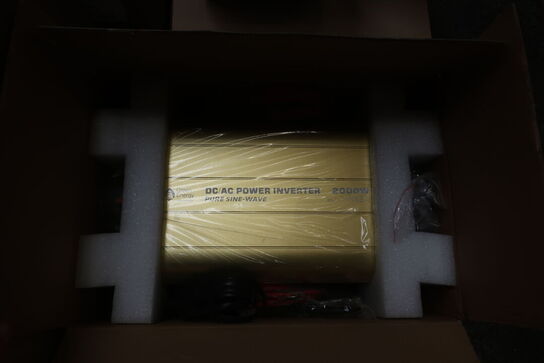 DC/AC POWER INVERTER 2000W
PURE SINE-WAVE